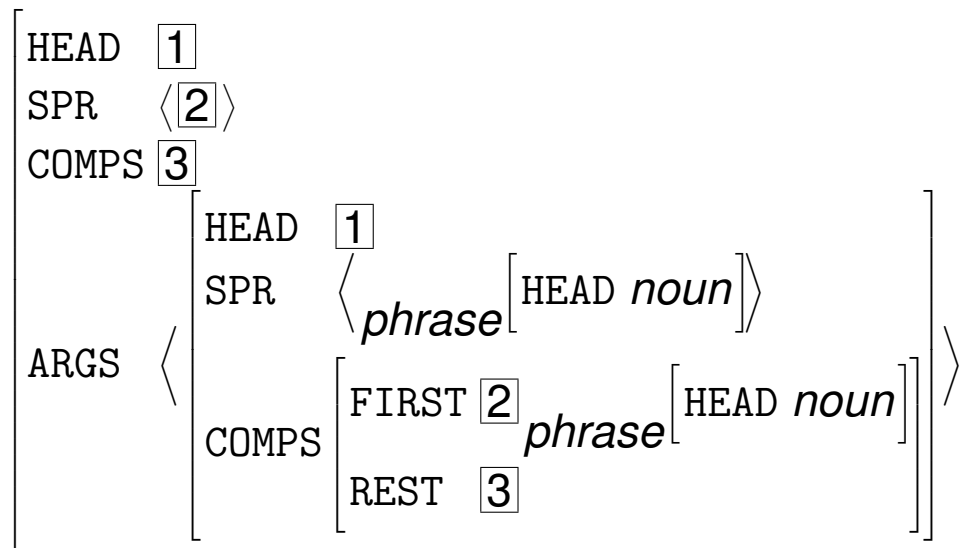 HEAD 1
SPR ⟨2⟩
COMPS 3
HEAD 1
SPR ⟨phrase[HEAD noun]⟩
ARGS ⟨ ⟩
FIRST 2 phrase[HEAD noun]
COMPS
REST 3